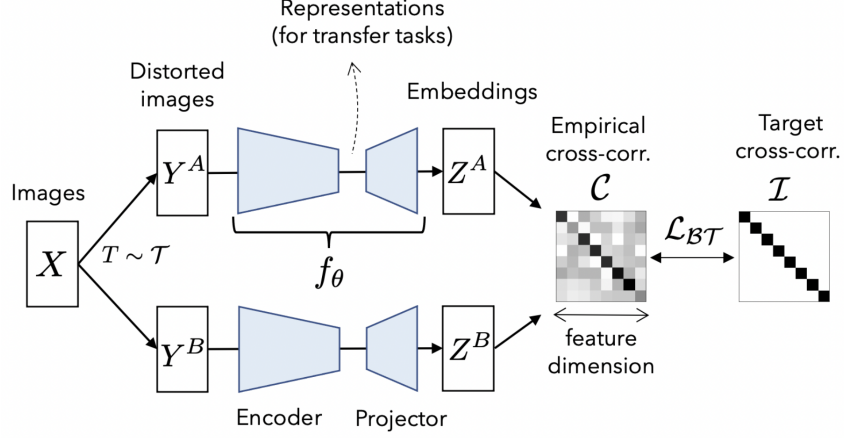 Representations
(for transfer tasks)
Distorted
images
Embeddings
Empirical
cross-corr.
Target
cross-corr.
Images
Y^A
Z^A
𝒞
ℐ
X
T ~ 𝒯
f_θ
ℒ_ℬ𝒯
Y^B
Z^B
feature
dimension
Encoder
Projector